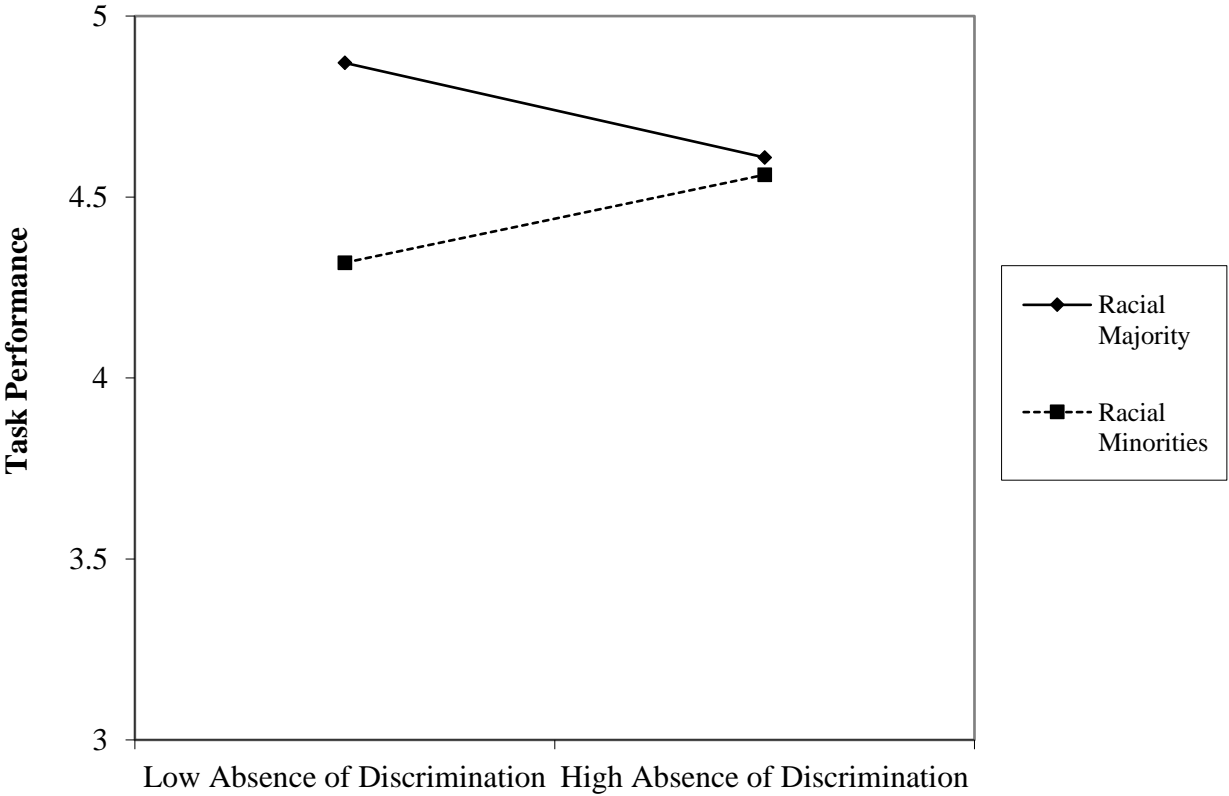 5
4.5
4
3.5
3
Task Performance
Low Absence of Discrimination
High Absence of Discrimination
Racial
Majority
Racial
Minorities